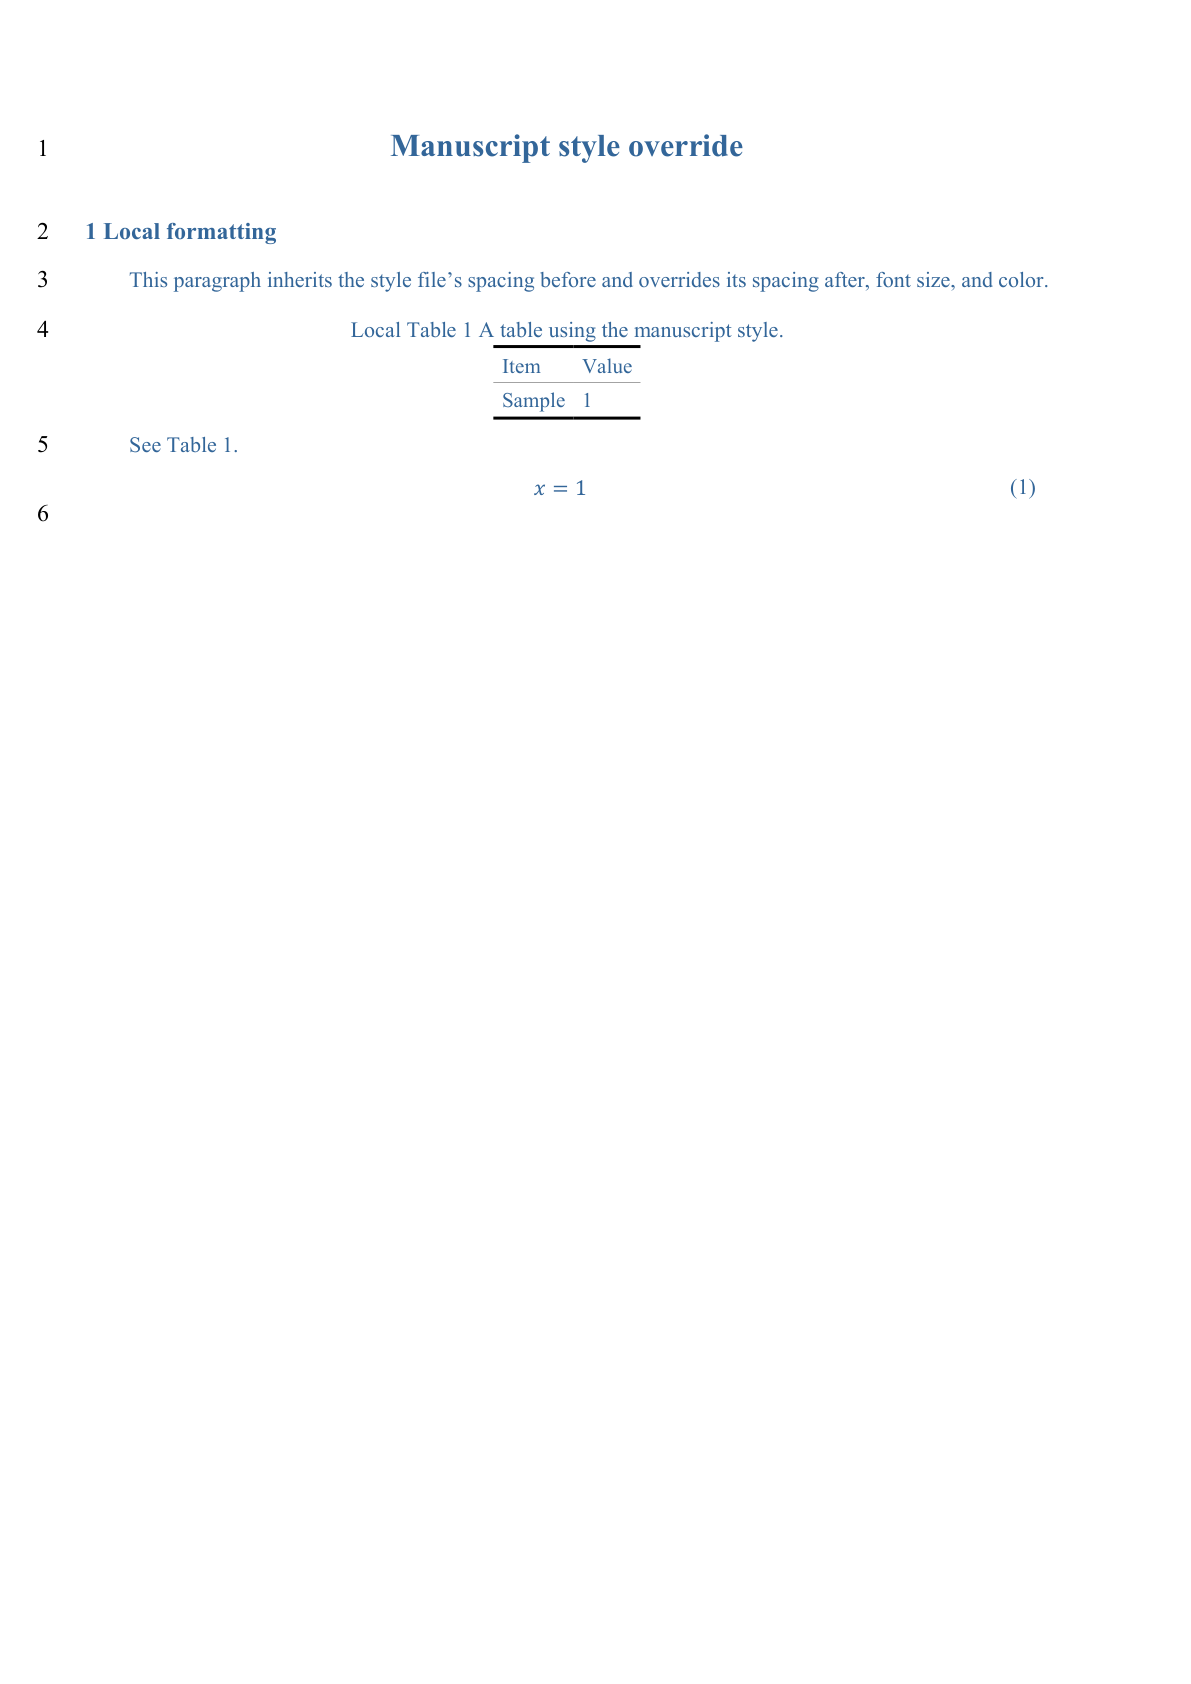 1 Manuscript style override
2 1 Local formatting
3 This paragraph inherits the style file’s spacing before and overrides its spacing after, font size, and color.
4 Local Table 1 A table using the manuscript style.
Item Value
Sample 1
5 See Table 1.
x = 1 (1)
6